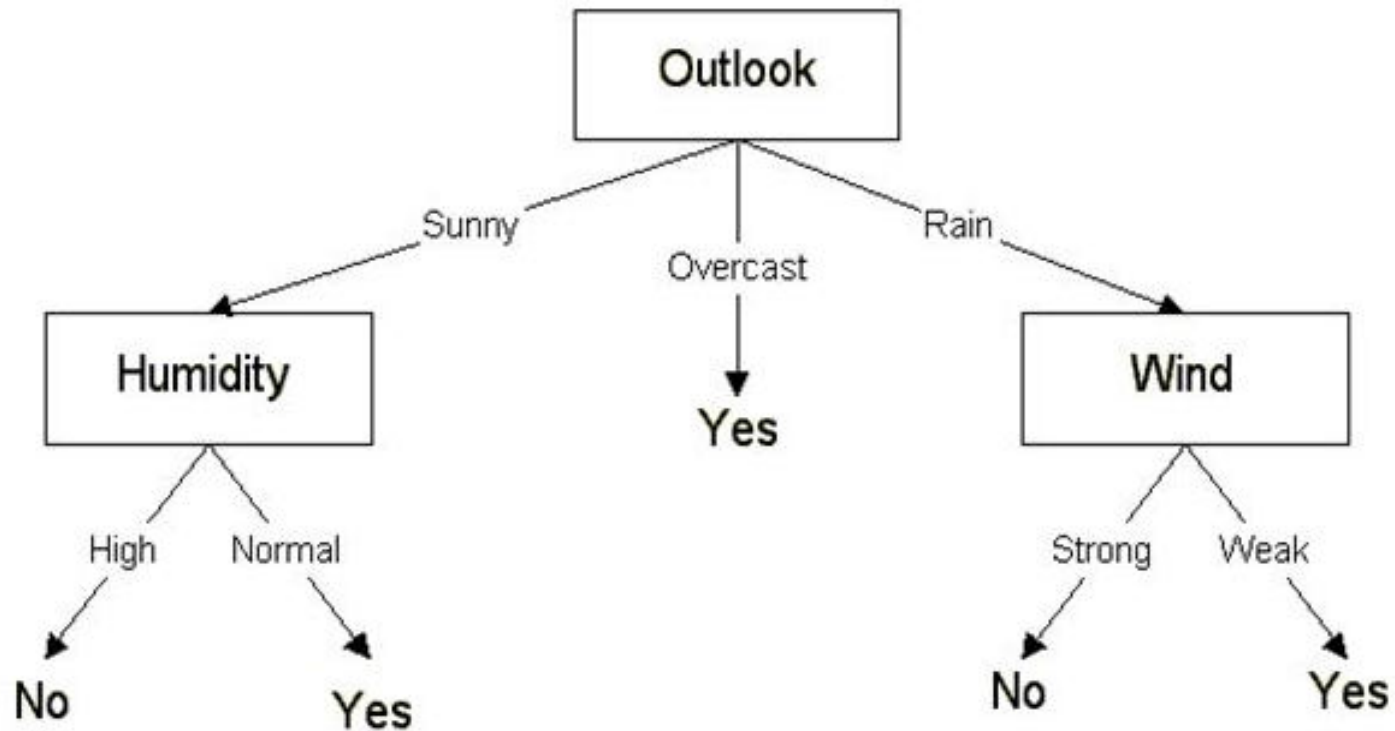 Outlook
Sunny
Rain
Overcast
Humidity
Wind
Yes
High
Normal
Strong
Weak
No
Yes
No
Yes